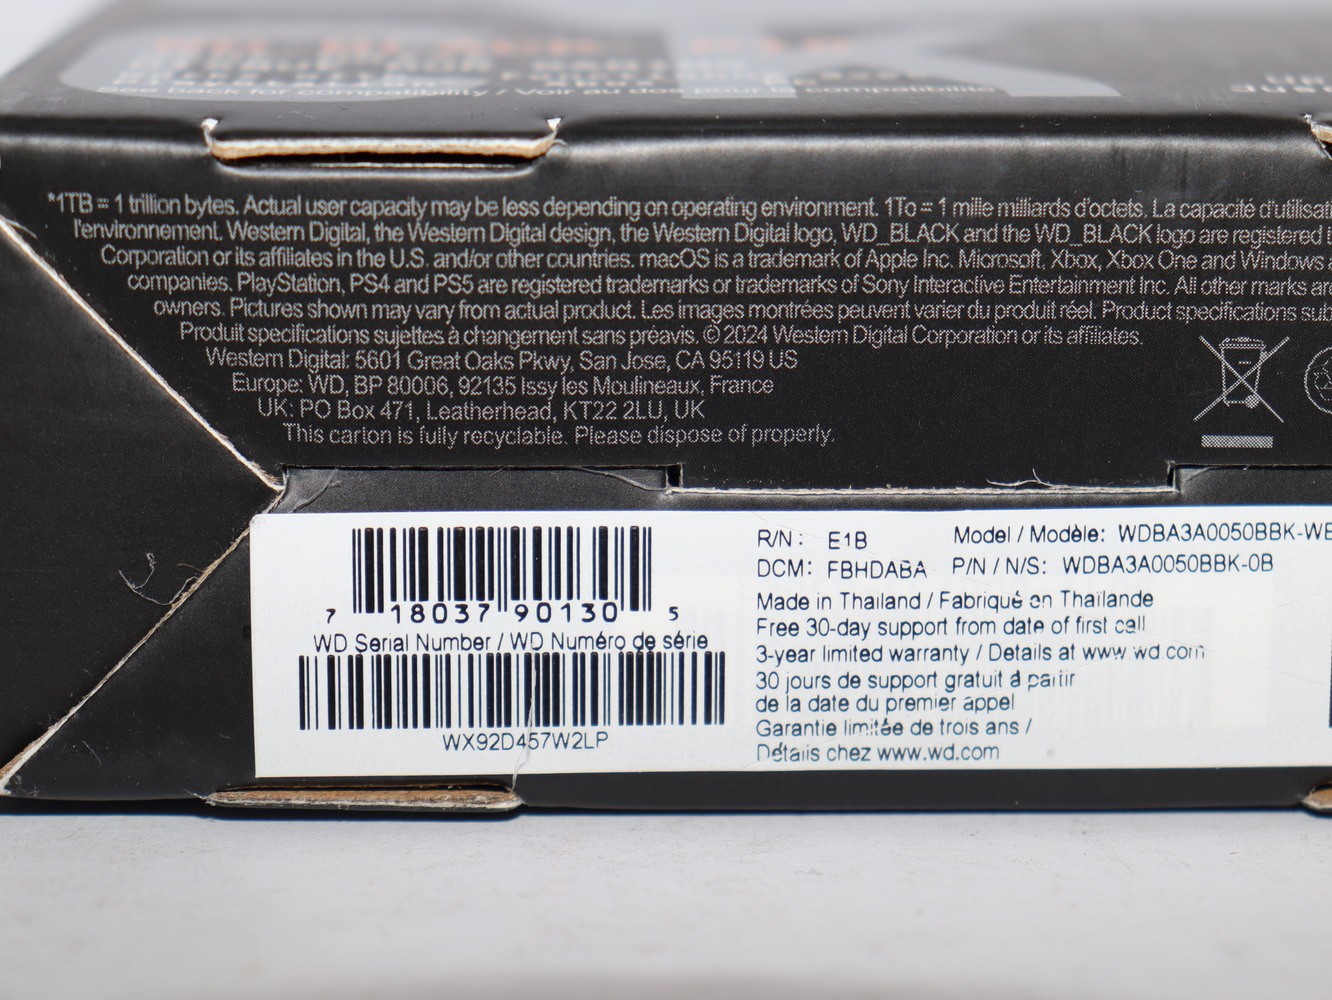 See back for compatibility / Voir au dos pour la compatibilité
*1TB = 1 trillion bytes. Actual user capacity may be less depending on operating environment. 1To = 1 mille milliards d'octets. La capacité d'utilisati
l'environnement. Western Digital, the Western Digital design, the Western Digital logo, WD_BLACK and the WD_BLACK logo are registered t
Corporation or its affiliates in the U.S. and/or other countries. macOS is a trademark of Apple Inc. Microsoft, Xbox, Xbox One and Windows a
companies. PlayStation, PS4 and PS5 are registered trademarks or trademarks of Sony Interactive Entertainment Inc. All other marks are
owners. Pictures shown may vary from actual product. Les images montrées peuvent varier du produit réel. Product specifications sub
Produit specifications sujettes à changement sans préavis. © 2024 Western Digital Corporation or its affiliates.
Western Digital: 5601 Great Oaks Pkwy, San Jose, CA 95119 US
Europe: WD, BP 80006, 92135 Issy les Moulineaux, France
UK: PO Box 471, Leatherhead, KT22 2LU, UK
This carton is fully recyclable. Please dispose of properly.
7 18037 90130 5
WD Serial Number / WD Numéro de série
WX92D457W2LP
R/N: E1B Model / Modèle: WDBA3A0050BBK-WE
DCM: FBHDABA P/N / N/S: WDBA3A0050BBK-0B
Made in Thailand / Fabriqué en Thaïlande
Free 30-day support from date of first call
3-year limited warranty / Details at www.wd.com
30 jours de support gratuit à partir
de la date du premier appel
Garantie limitée de trois ans /
Détails chez www.wd.com